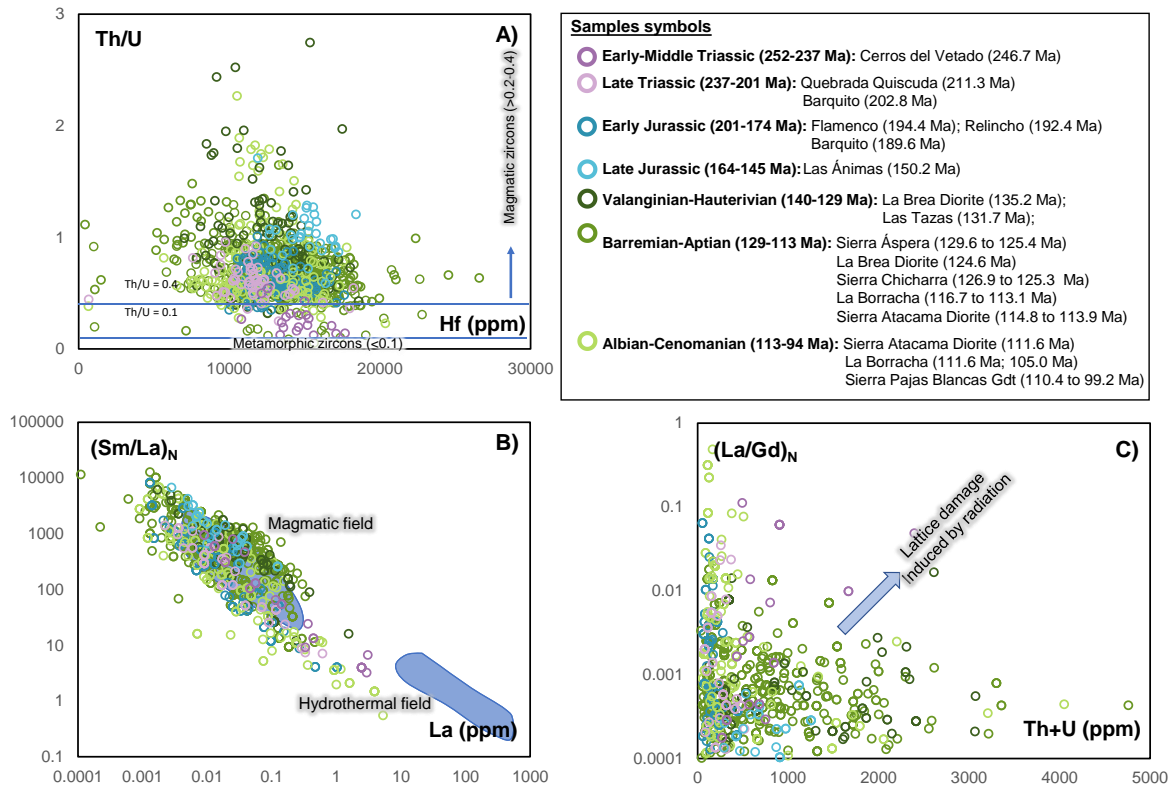 Th/U
A)
3
2
1
0
Magmatic zircons (>0.2-0.4)
Th/U = 0.4
Th/U = 0.1
Hf (ppm)
Metamorphic zircons (≤0.1)
0 10000 20000 30000
Samples symbols
Early-Middle Triassic (252-237 Ma): Cerros del Vetado (246.7 Ma)
Late Triassic (237-201 Ma): Quebrada Quiscuda (211.3 Ma)
Barquito (202.8 Ma)
Early Jurassic (201-174 Ma): Flamenco (194.4 Ma); Relincho (192.4 Ma)
Barquito (189.6 Ma)
Late Jurassic (164-145 Ma): Las Ánimas (150.2 Ma)
Valanginian-Hauterivian (140-129 Ma): La Brea Diorite (135.2 Ma);
Las Tazas (131.7 Ma);
Barremian-Aptian (129-113 Ma): Sierra Áspera (129.6 to 125.4 Ma)
La Brea Diorite (124.6 Ma)
Sierra Chicharra (126.9 to 125.3 Ma)
La Borracha (116.7 to 113.1 Ma)
Sierra Atacama Diorite (114.8 to 113.9 Ma)
Albian-Cenomanian (113-94 Ma): Sierra Atacama Diorite (111.6 Ma)
La Borracha (111.6 Ma; 105.0 Ma)
Sierra Pajas Blancas Gdt (110.4 to 99.2 Ma)
(Sm/La)N
B)
100000
10000
1000
100
10
1
0.1
Magmatic field
Hydrothermal field
La (ppm)
0.0001 0.001 0.01 0.1 1 10 100 1000
(La/Gd)N
C)
1
0.1
0.01
0.001
0.0001
Lattice damage
Induced by radiation
Th+U (ppm)
0 1000 2000 3000 4000 5000